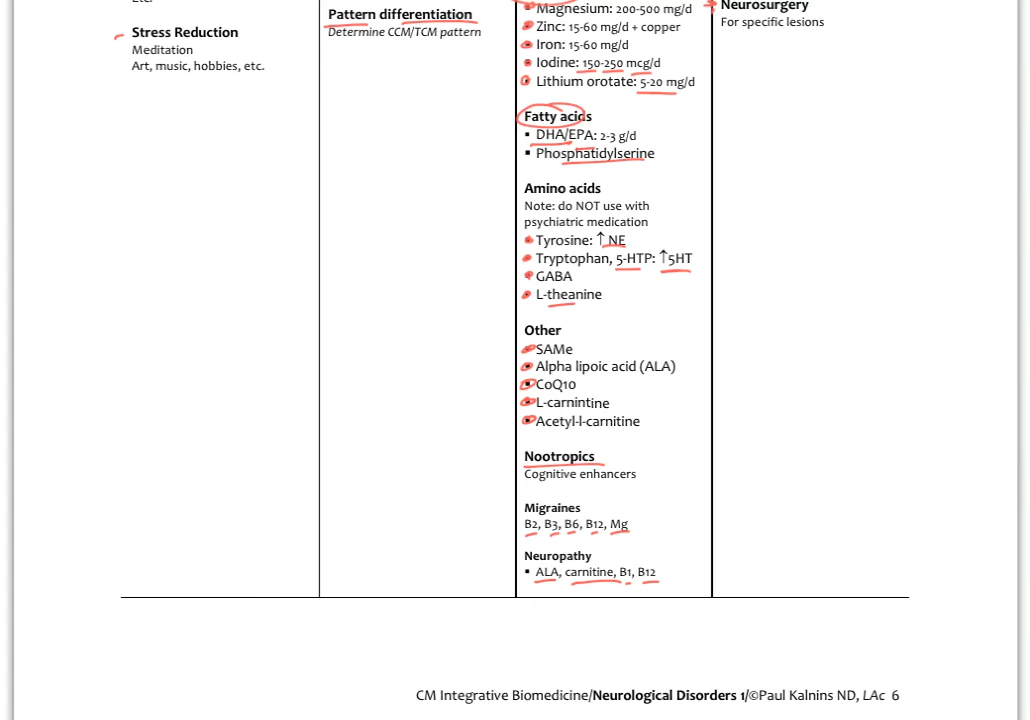 Etc.
Stress Reduction
Meditation
Art, music, hobbies, etc.
Pattern differentiation
Determine CCM/TCM pattern
Magnesium: 200-500 mg/d
Zinc: 15-60 mg/d + copper
Iron: 15-60 mg/d
Iodine: 150-250 mcg/d
Lithium orotate: 5-20 mg/d
Fatty acids
▪ DHA/EPA: 2-3 g/d
▪ Phosphatidylserine
Amino acids
Note: do NOT use with
psychiatric medication
▪ Tyrosine: ↑ NE
▪ Tryptophan, 5-HTP: ↑5HT
▪ GABA
▪ L-theanine
Other
▪ SAMe
▪ Alpha lipoic acid (ALA)
▪ CoQ10
▪ L-carnintine
▪ Acetyl-l-carnitine
Nootropics
Cognitive enhancers
Migraines
B2, B3, B6, B12, Mg
Neuropathy
▪ ALA, carnitine, B1, B12
Neurosurgery
For specific lesions
CM Integrative Biomedicine/Neurological Disorders 1/©Paul Kalnins ND, LAc 6